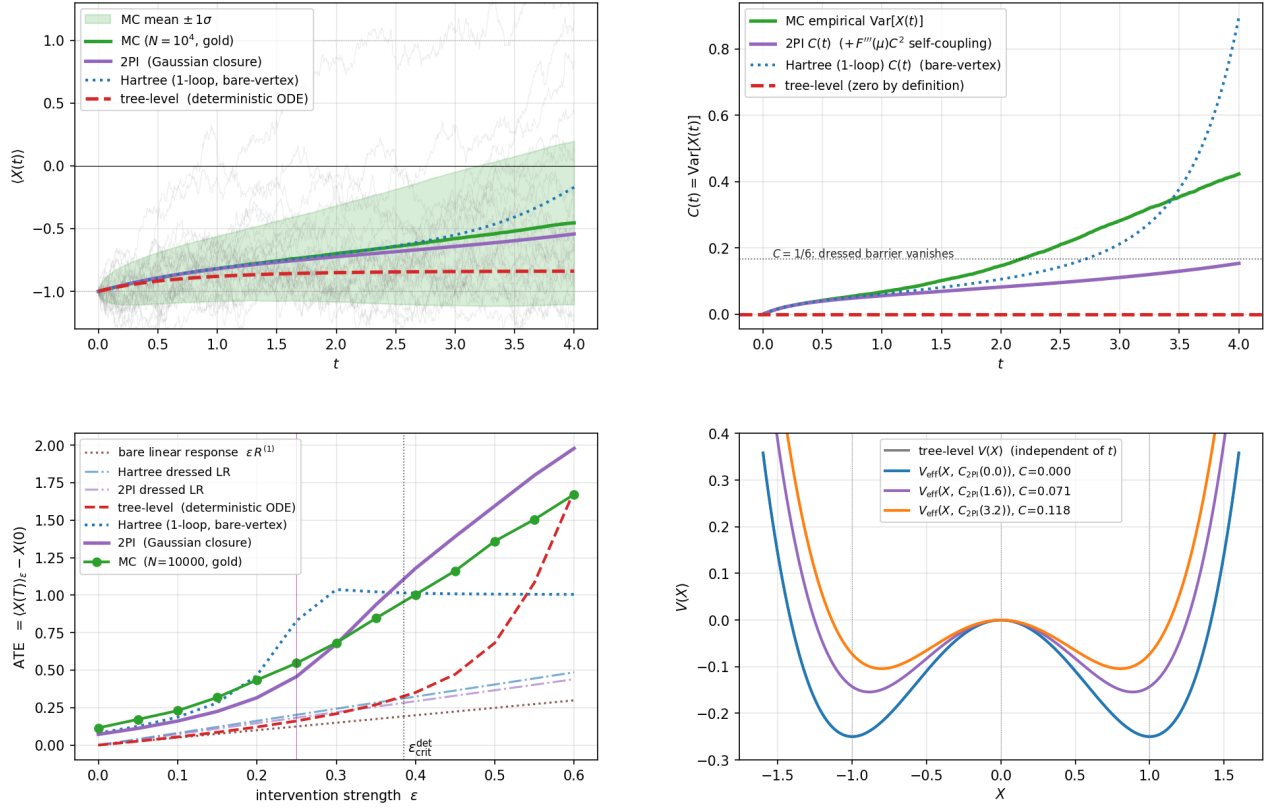 MC mean ± 1σ
MC (N = 10⁴, gold)
2PI (Gaussian closure)
Hartree (1-loop, bare-vertex)
tree-level (deterministic ODE)
⟨X(t)⟩
1.0
0.5
0.0
−0.5
−1.0
0.0 0.5 1.0 1.5 2.0 2.5 3.0 3.5 4.0
t
MC empirical Var[X(t)]
2PI C(t) (+F′′′(μ)C² self-coupling)
Hartree (1-loop) C(t) (bare-vertex)
tree-level (zero by definition)
C(t) = Var[X(t)]
0.8
0.6
0.4
0.2
0.0
C = 1/6: dressed barrier vanishes
0.0 0.5 1.0 1.5 2.0 2.5 3.0 3.5 4.0
t
bare linear response εR⁽¹⁾
Hartree dressed LR
2PI dressed LR
tree-level (deterministic ODE)
Hartree (1-loop, bare-vertex)
2PI (Gaussian closure)
MC (N=10000, gold)
ATE = ⟨X(T)⟩_ε − X(0)
2.00
1.75
1.50
1.25
1.00
0.75
0.50
0.25
0.00
ε_crit^det
0.0 0.1 0.2 0.3 0.4 0.5 0.6
intervention strength ε
tree-level V(X) (independent of t)
V_eff(X, C_2PI(0.0)), C=0.000
V_eff(X, C_2PI(1.6)), C=0.071
V_eff(X, C_2PI(3.2)), C=0.118
V(X)
0.4
0.3
0.2
0.1
0.0
−0.1
−0.2
−0.3
−1.5 −1.0 −0.5 0.0 0.5 1.0 1.5
X